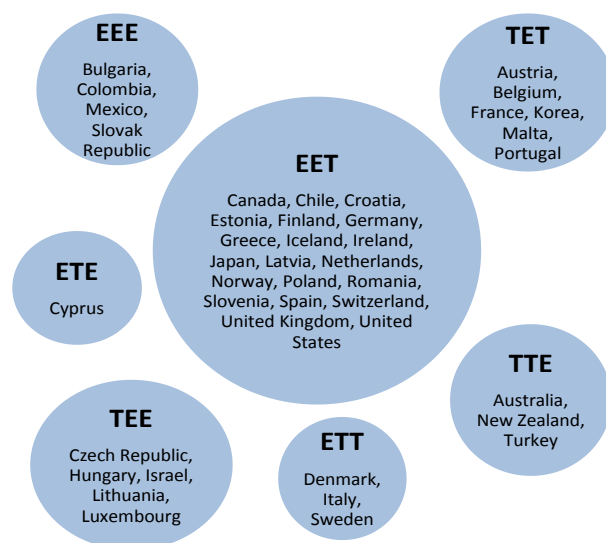 EEE
Bulgaria,
Colombia,
Mexico,
Slovak
Republic
TET
Austria,
Belgium,
France, Korea,
Malta,
Portugal
EET
Canada, Chile, Croatia,
Estonia, Finland, Germany,
Greece, Iceland, Ireland,
Japan, Latvia, Netherlands,
Norway, Poland, Romania,
Slovenia, Spain, Switzerland,
United Kingdom, United
States
ETE
Cyprus
TTE
Australia,
New Zealand,
Turkey
TEE
Czech Republic,
Hungary, Israel,
Lithuania,
Luxembourg
ETT
Denmark,
Italy,
Sweden